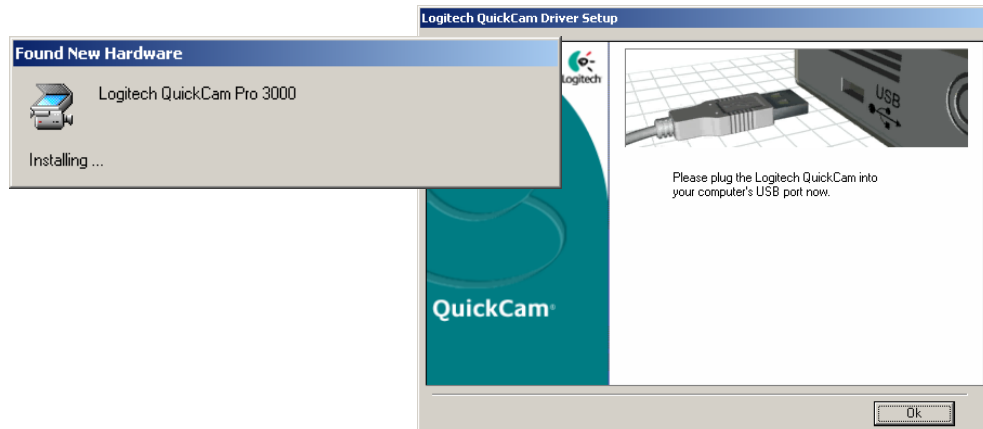 Logitech QuickCam Driver Setup
Found New Hardware
Logitech QuickCam Pro 3000
Installing ...
Logitech
USB
Please plug the Logitech QuickCam into
your computer's USB port now.
QuickCam
Ok